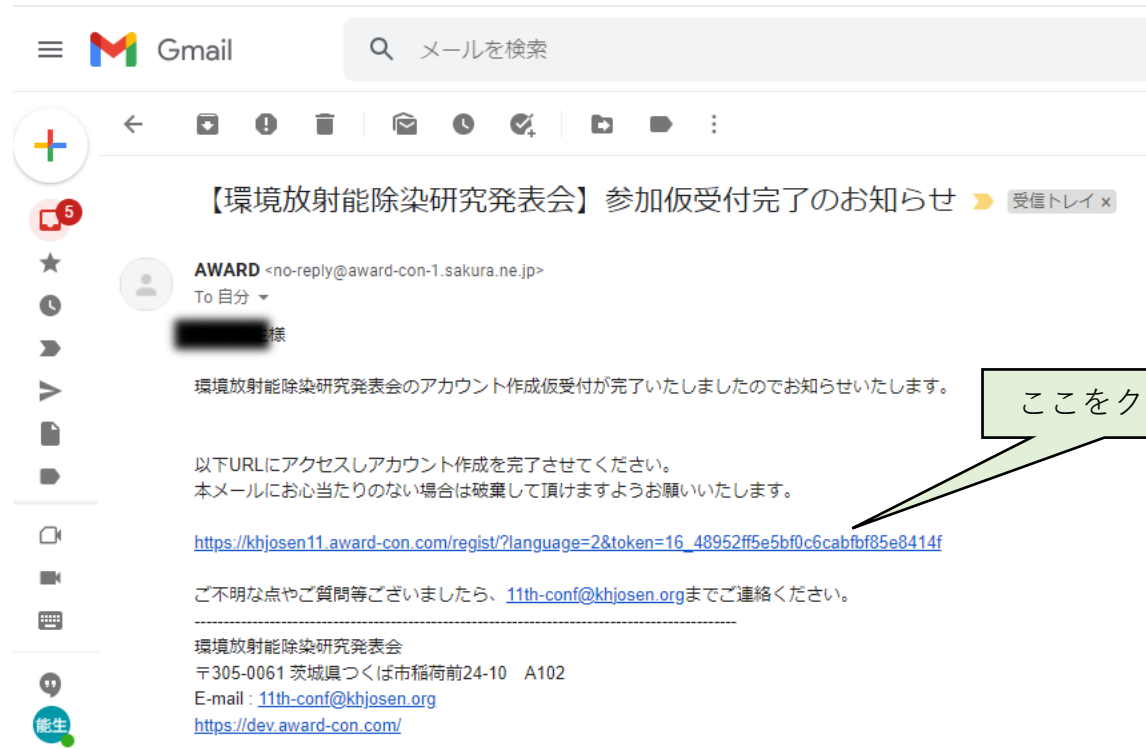 Gmail
メールを検索
【環境放射能除染研究発表会】参加仮受付完了のお知らせ
受信トレイ ×
5
AWARD <no-reply@award-con-1.sakura.ne.jp>
To 自分
様
環境放射能除染研究発表会のアカウント作成仮受付が完了いたしましたのでお知らせいたします。
ここをク
以下URLにアクセスしアカウント作成を完了させてください。
本メールにお心当たりのない場合は破棄して頂けますようお願いいたします。
https://khjosen11.award-con.com/regist/?language=2&token=16_48952ff5e5bf0c6cabfbf85e8414f
ご不明な点やご質問等ございましたら、11th-conf@khjosen.orgまでご連絡ください。
--------------------------------------------------------------------------------------------
環境放射能除染研究発表会
〒305-0061 茨城県つくば市稲荷前24-10　A102
E-mail : 11th-conf@khjosen.org
https://dev.award-con.com/
能生